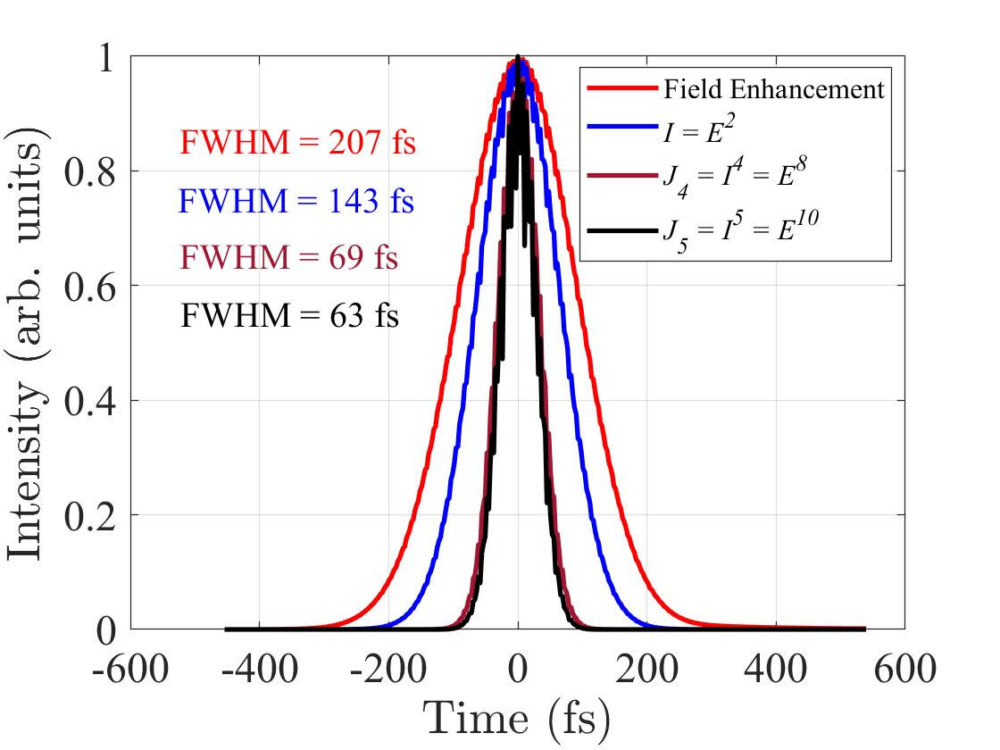 Intensity (arb. units)
1
0.8
0.6
0.4
0.2
0
FWHM = 207 fs
FWHM = 143 fs
FWHM = 69 fs
FWHM = 63 fs
Field Enhancement
I = E²
J₄ = I⁴ = E⁸
J₅ = I⁵ = E¹⁰
-600 -400 -200 0 200 400 600
Time (fs)